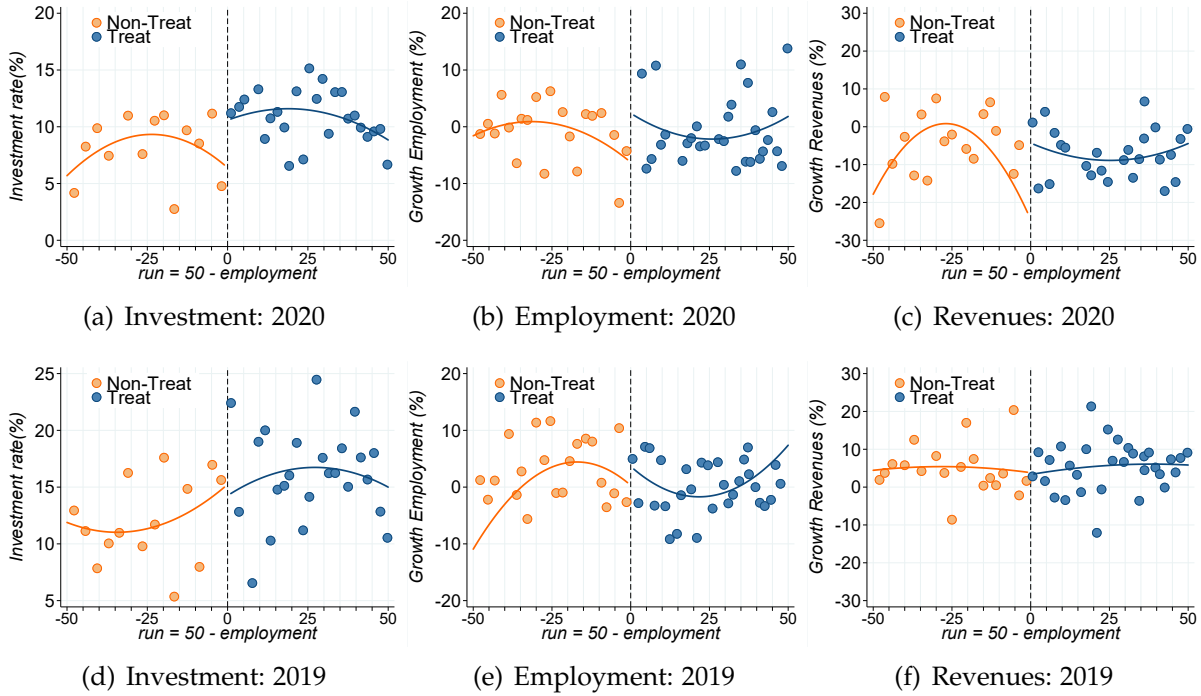 Investment rate(%)
20
15
10
5
0
Non-Treat
Treat
-50 -25 0 25 50
run = 50 - employment
(a) Investment: 2020
Growth Employment (%)
20
10
0
-10
-20
Non-Treat
Treat
-50 -25 0 25 50
run = 50 - employment
(b) Employment: 2020
Growth Revenues (%)
30
20
10
0
-10
-20
-30
Non-Treat
Treat
-50 -25 0 25 50
run = 50 - employment
(c) Revenues: 2020
Investment rate(%)
25
20
15
10
5
Non-Treat
Treat
-50 -25 0 25 50
run = 50 - employment
(d) Investment: 2019
Growth Employment (%)
20
10
0
-10
-20
Non-Treat
Treat
-50 -25 0 25 50
run = 50 - employment
(e) Employment: 2019
Growth Revenues (%)
30
20
10
0
-10
-20
-30
Non-Treat
Treat
-50 -25 0 25 50
run = 50 - employment
(f) Revenues: 2019